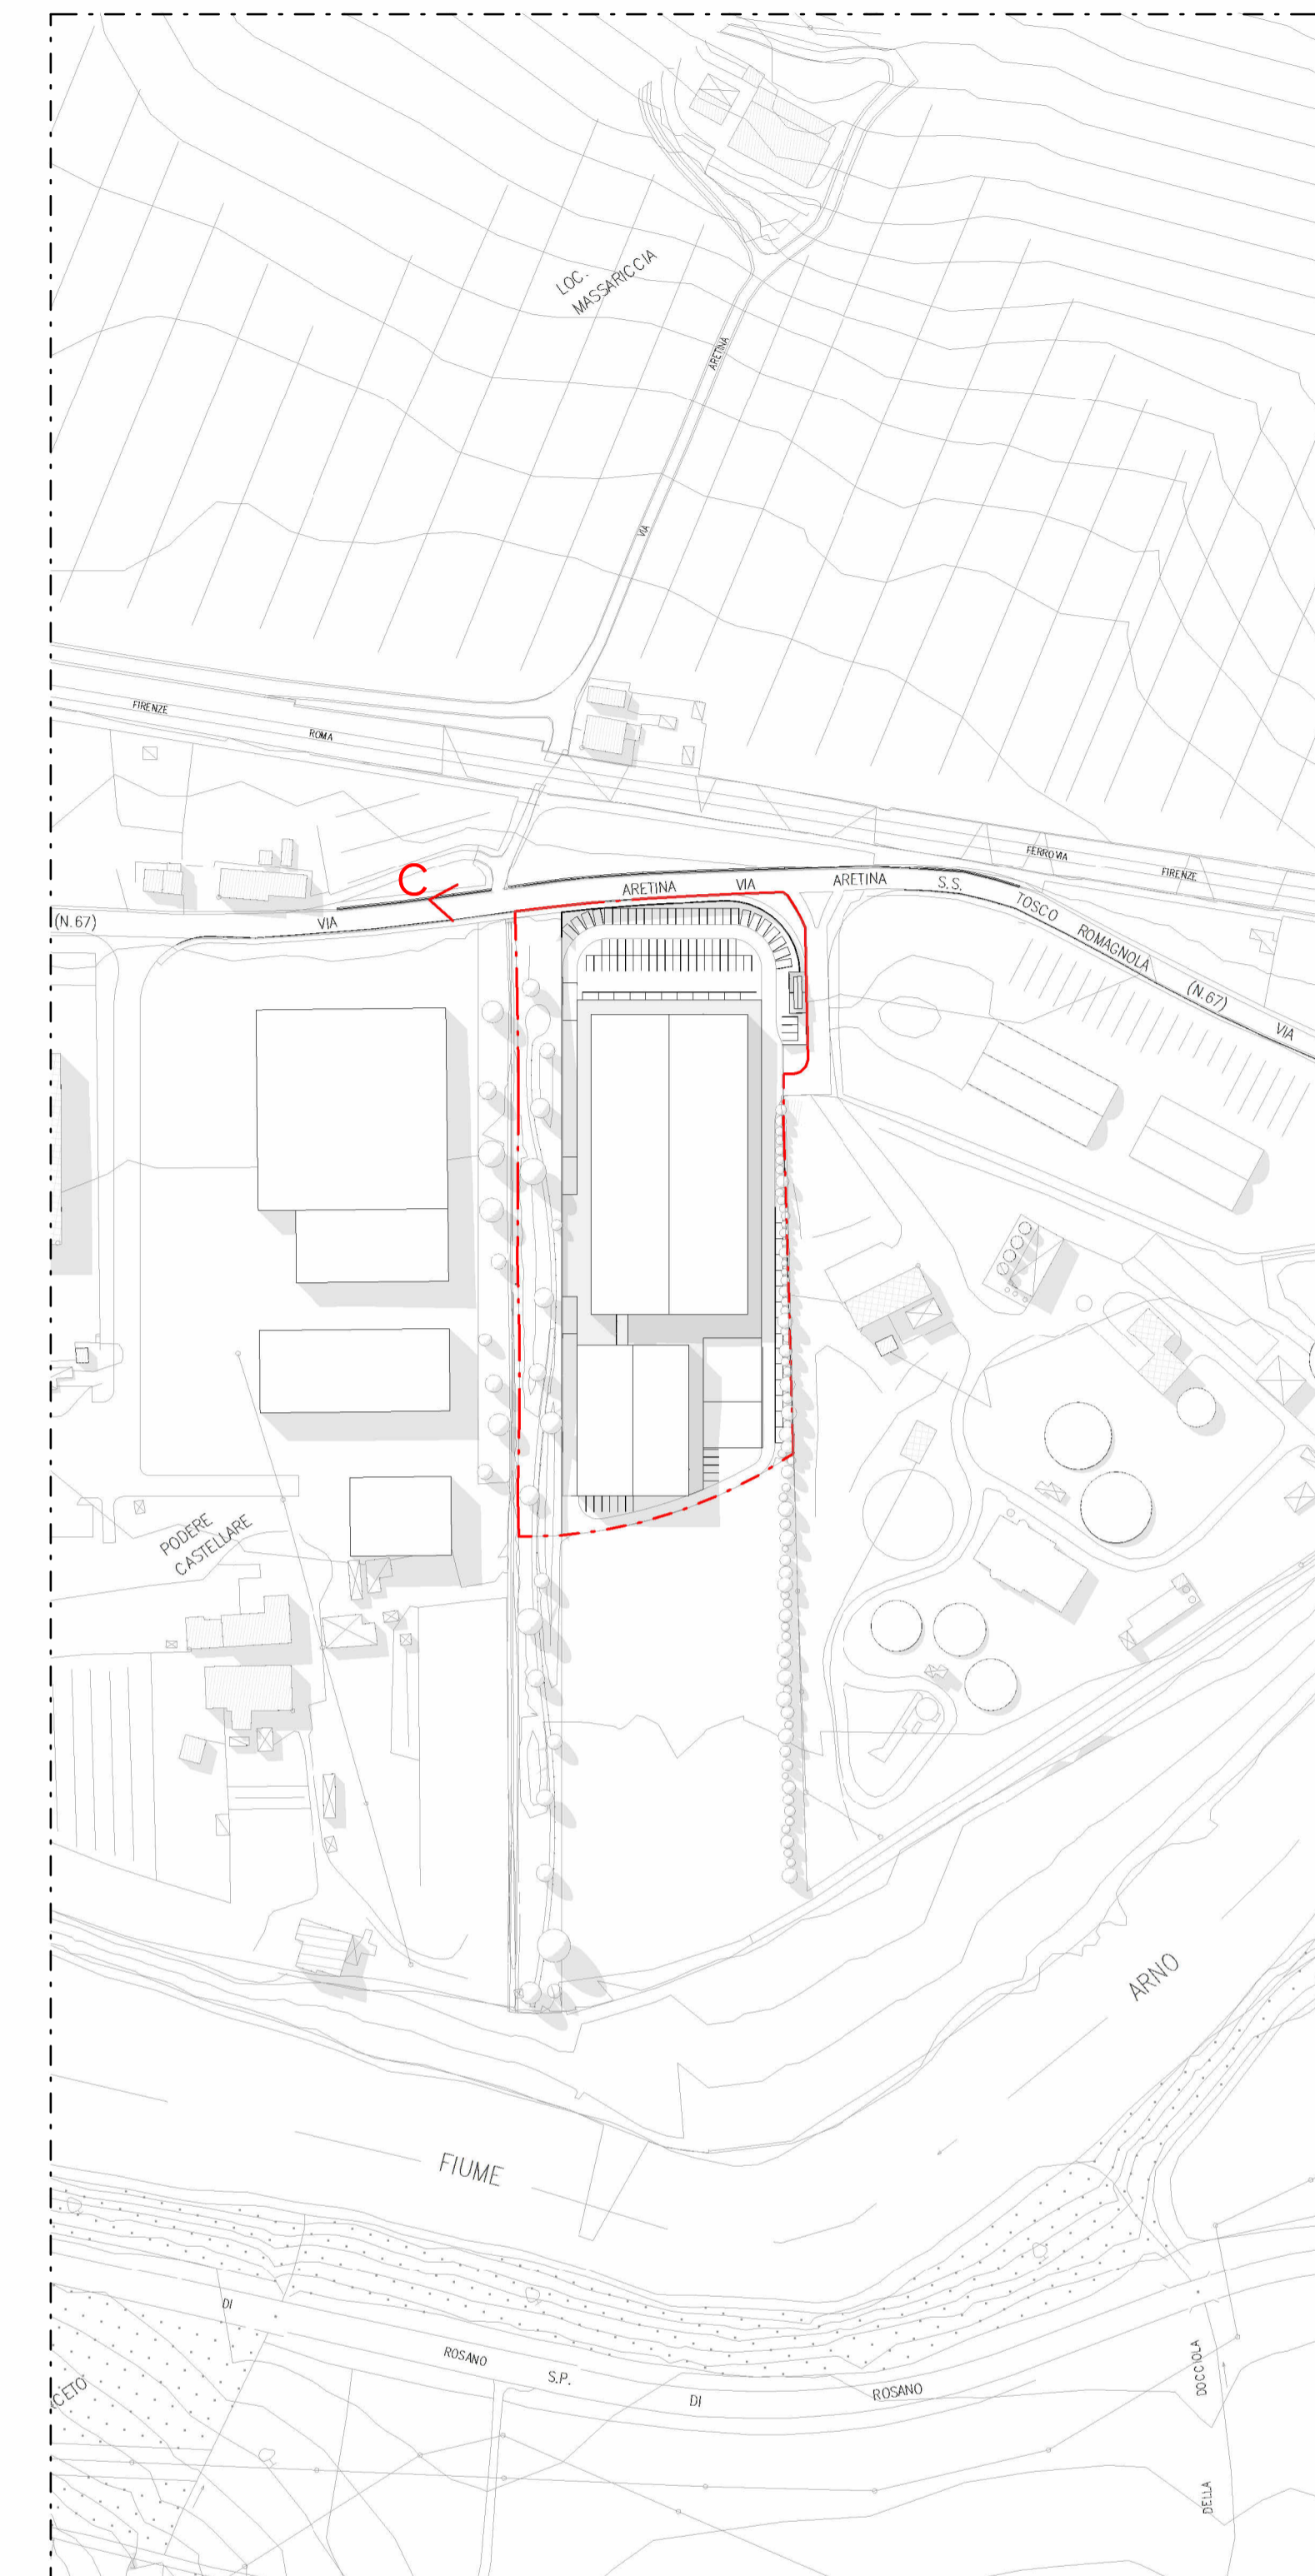 LOC.
MASSARICCIA
ARETINA
VIA
FIRENZE
ROMA
FERROVIA
FIRENZE
C
ARETINA VIA ARETINA S.S.
TOSCO
ROMAGNOLA
(N.67)
VIA
(N.67)
VIA
PODERE
CASTELLARE
ARNO
FIUME
DI
ROSANO
S.P.
DI
ROSANO
DOCCIOLA
DELLA
CETO